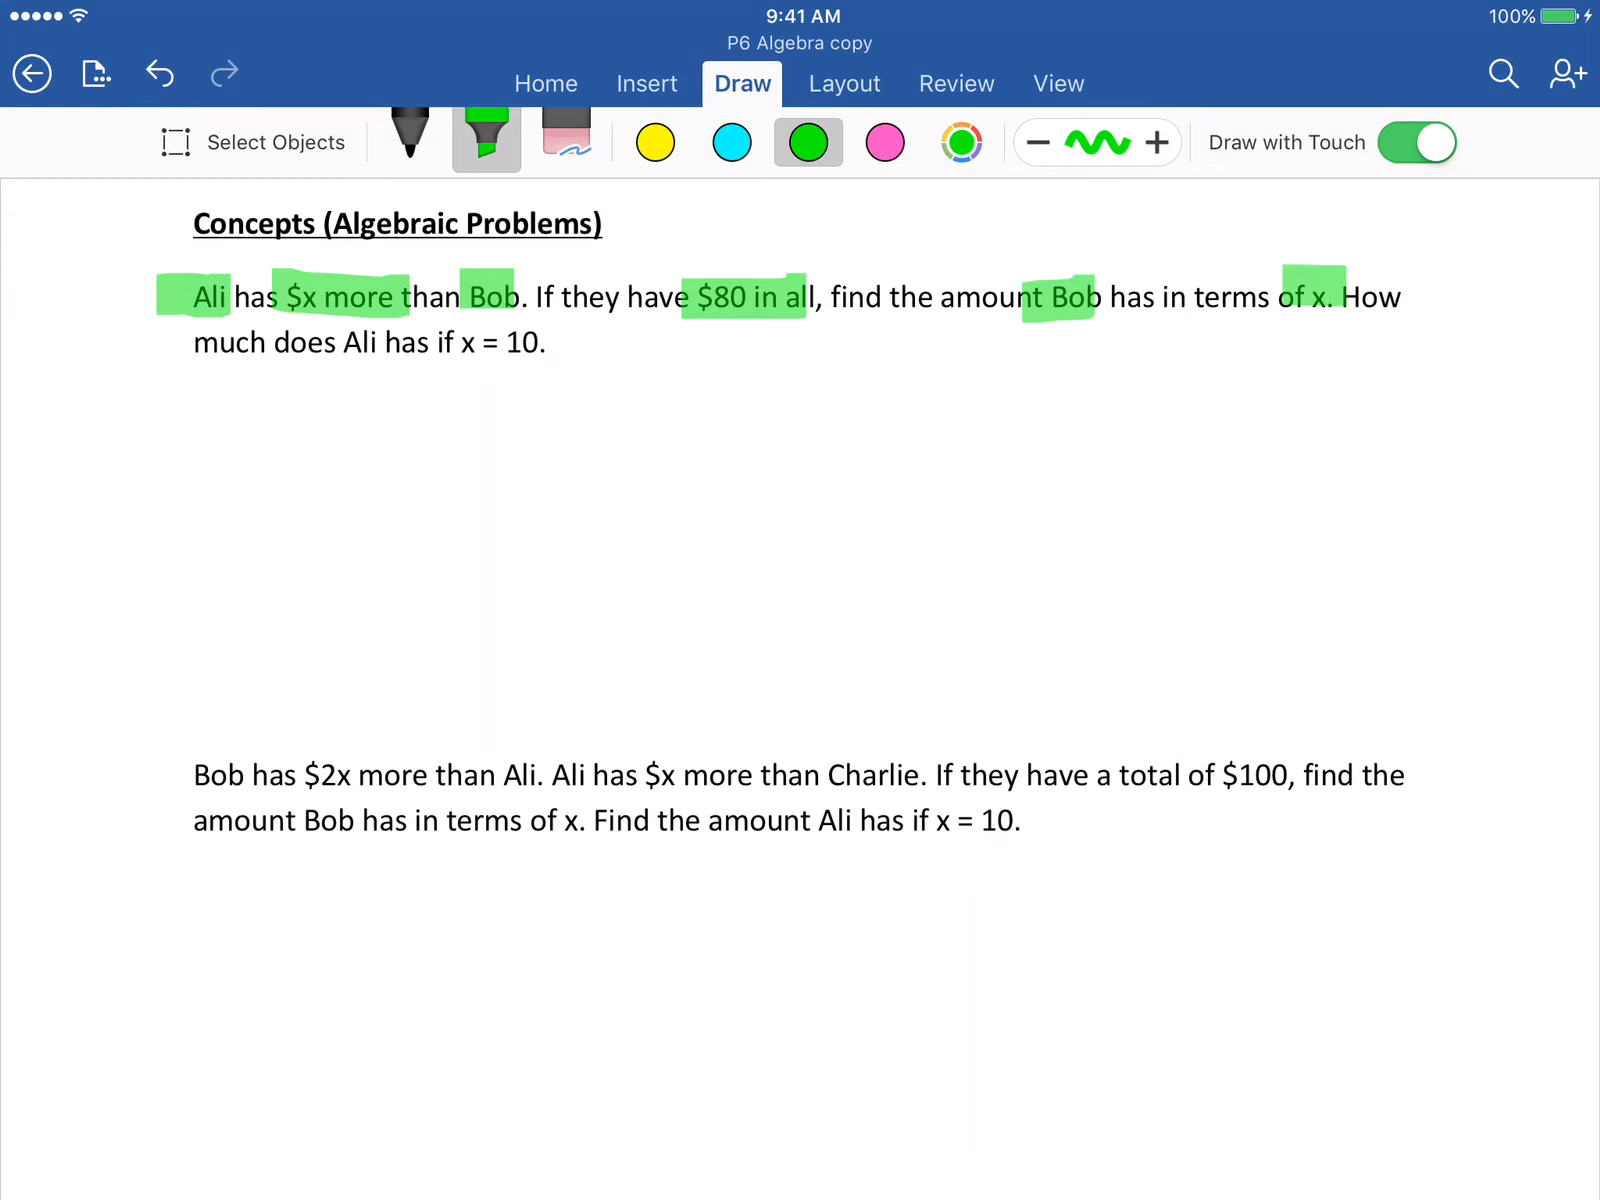 9:41 AM
100%
P6 Algebra copy
Home Insert Draw Layout Review View
Select Objects
Draw with Touch
Concepts (Algebraic Problems)
Ali has $x more than Bob. If they have $80 in all, find the amount Bob has in terms of x. How
much does Ali has if x = 10.
Bob has $2x more than Ali. Ali has $x more than Charlie. If they have a total of $100, find the
amount Bob has in terms of x. Find the amount Ali has if x = 10.